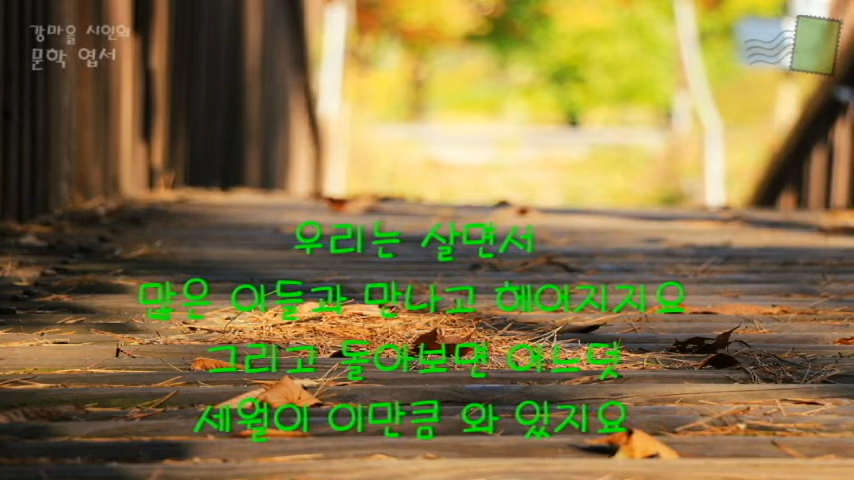 강마을 시인의
문학 엽서
우리는 살면서
많은 이들과 만나고 헤여지지요
그리고 돌아보면 어느덧
세월이 이만큼 와 있지요